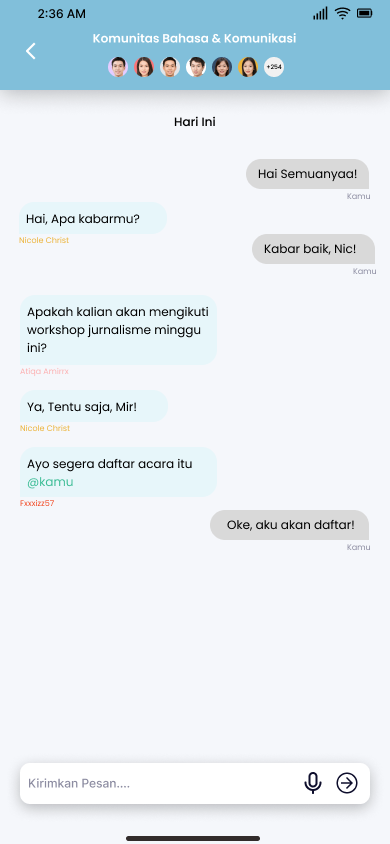 2:36 AM
Komunitas Bahasa & Komunikasi
+254
Hari Ini
Hai Semuanyaa!
Kamu
Hai, Apa kabarmu?
Nicole Christ
Kabar baik, Nic!
Kamu
Apakah kalian akan mengikuti
workshop jurnalisme minggu
ini?
Atiqa Amirrs
Ya, Tentu saja, Mir!
Nicole Christ
Ayo segera daftar acara itu
@kamu
Fxxxizz57
Oke, aku akan daftar!
Kamu
Kirimkan Pesan....